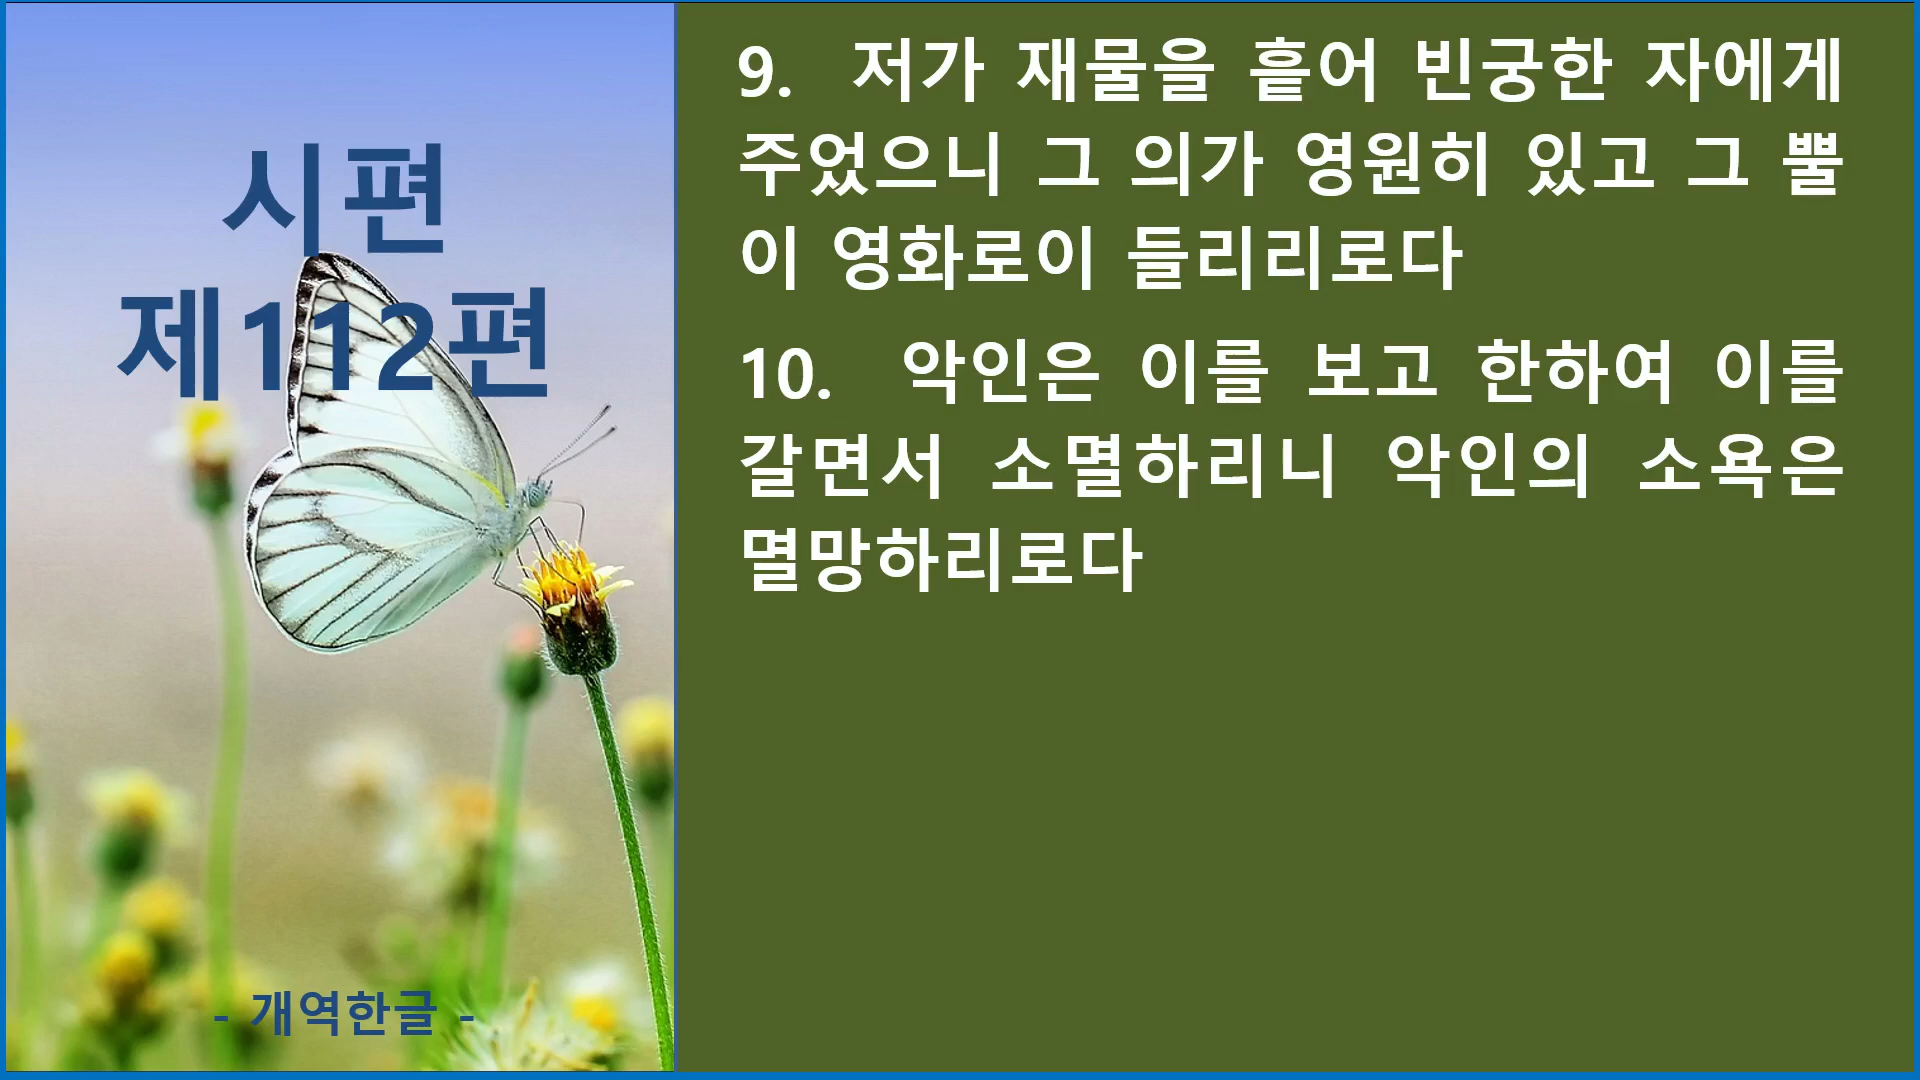 시편
제112편
- 개역한글 -
9. 저가 재물을 흩어 빈궁한 자에게
주었으니 그 의가 영원히 있고 그 뿔
이 영화로이 들리리로다
10. 악인은 이를 보고 한하여 이를
갈면서 소멸하리니 악인의 소욕은
멸망하리로다